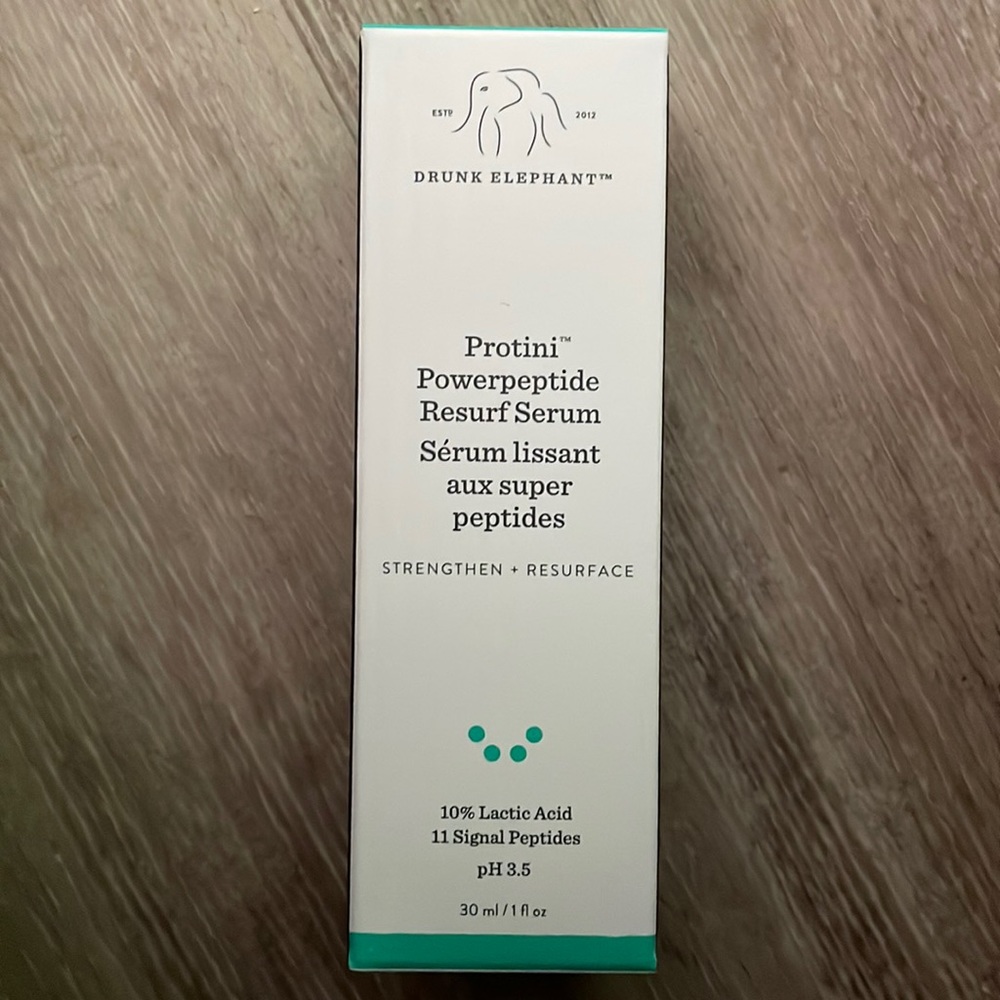 ESTD 2012
DRUNK ELEPHANT™
Protini™
Powerpeptide
Resurf Serum
Sérum lissant
aux super
peptides
STRENGTHEN + RESURFACE
10% Lactic Acid
11 Signal Peptides
pH 3.5
30 ml / 1 fl oz